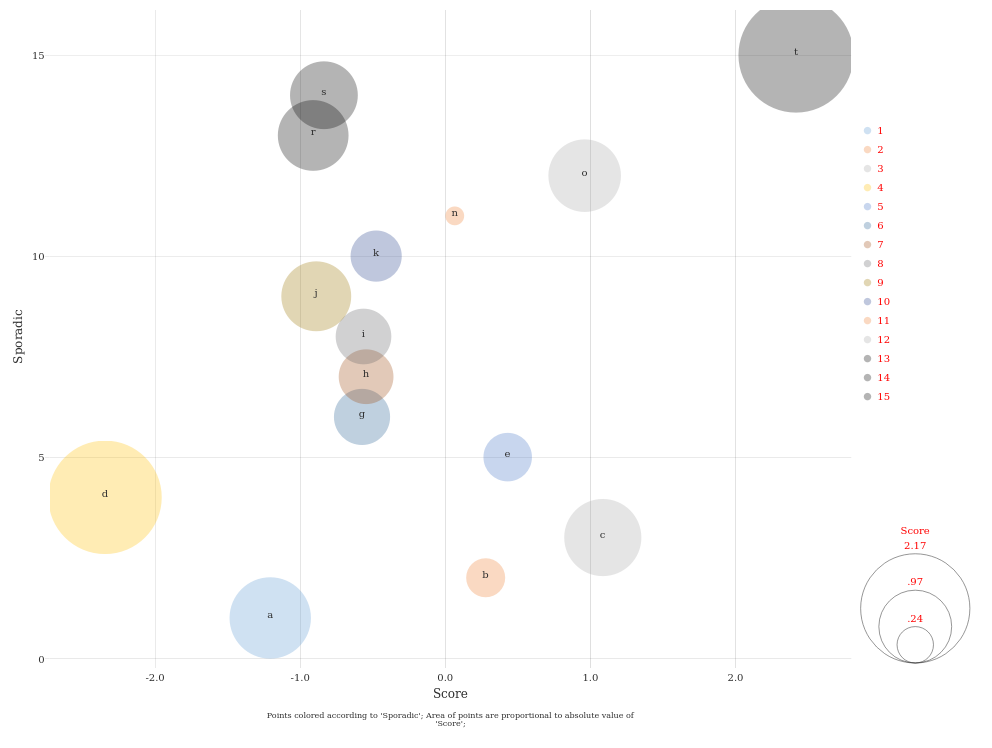 15
10
5
0
Sporadic
t
s
r
o
n
k
j
i
h
g
e
d
c
b
a
-2.0 -1.0 0.0 1.0 2.0
Score
1
2
3
4
5
6
7
8
9
10
11
12
13
14
15
Score
2.17
.97
.24
Points colored according to 'Sporadic'; Area of points are proportional to absolute value of
'Score';